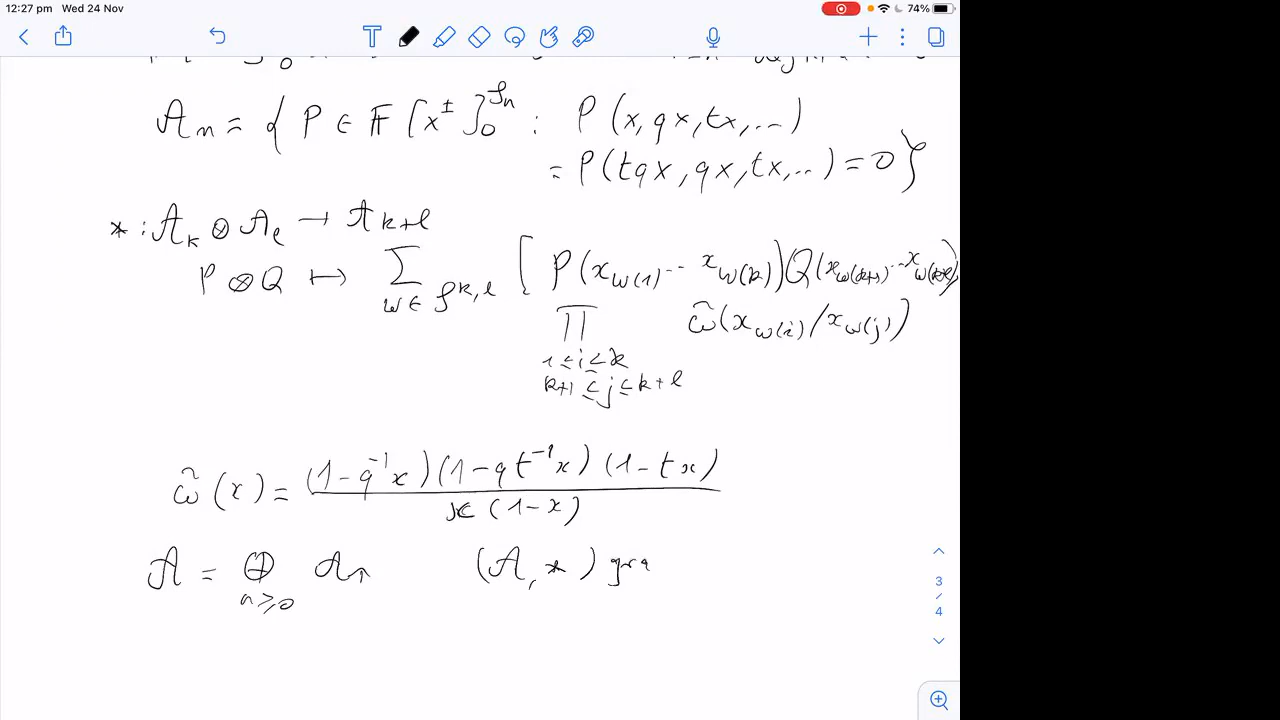 12:27 pm Wed 24 Nov
74%
𝒜_n = { P ∈ 𝔽[x^±]_0^{𝔖_n} : P(x, qx, tx, ...)
= P(tqx, qx, tx, ...) = 0 }
* : 𝒜_k ⊗ 𝒜_l → 𝒜_{k+l}
P ⊗ Q ↦ Σ_{w ∈ 𝔖^{k,l}} [ P(x_{w(1)} ... x_{w(k)}) Q(x_{w(k+1)} ... x_{w(k+l)})
∏ ω̃(x_{w(i)} / x_{w(j)})
1 ≤ i ≤ k
k+1 ≤ j ≤ k+l
ω̃(x) = (1 - q^{-1}x)(1 - qt^{-1}x)(1 - tx)
x(1 - x)
𝒜 = ⊕ 𝒜_n (𝒜, *) gra
n ≥ 0
3
/
4